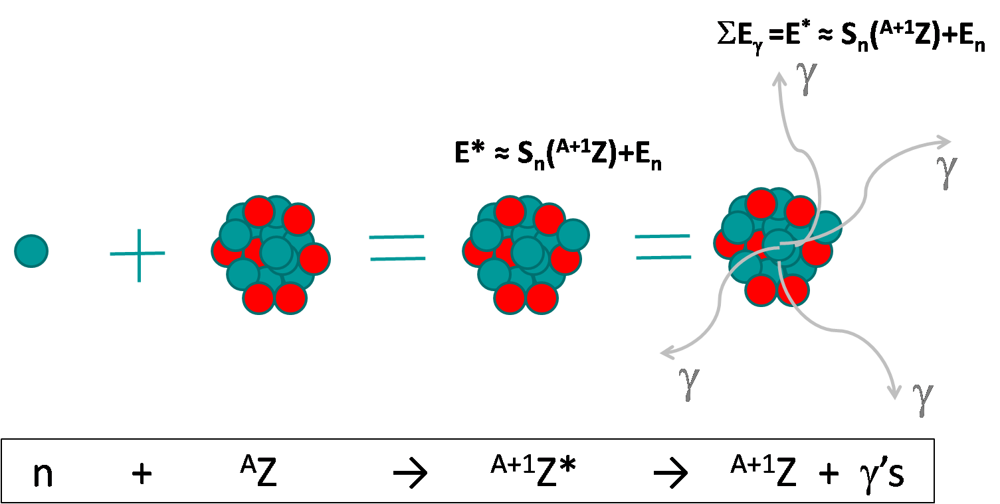 ΣEγ =E* ≈ Sn(A+1Z)+En
γ
γ
E* ≈ Sn(A+1Z)+En
γ
γ
n + AZ → A+1Z* → A+1Z + γ’s